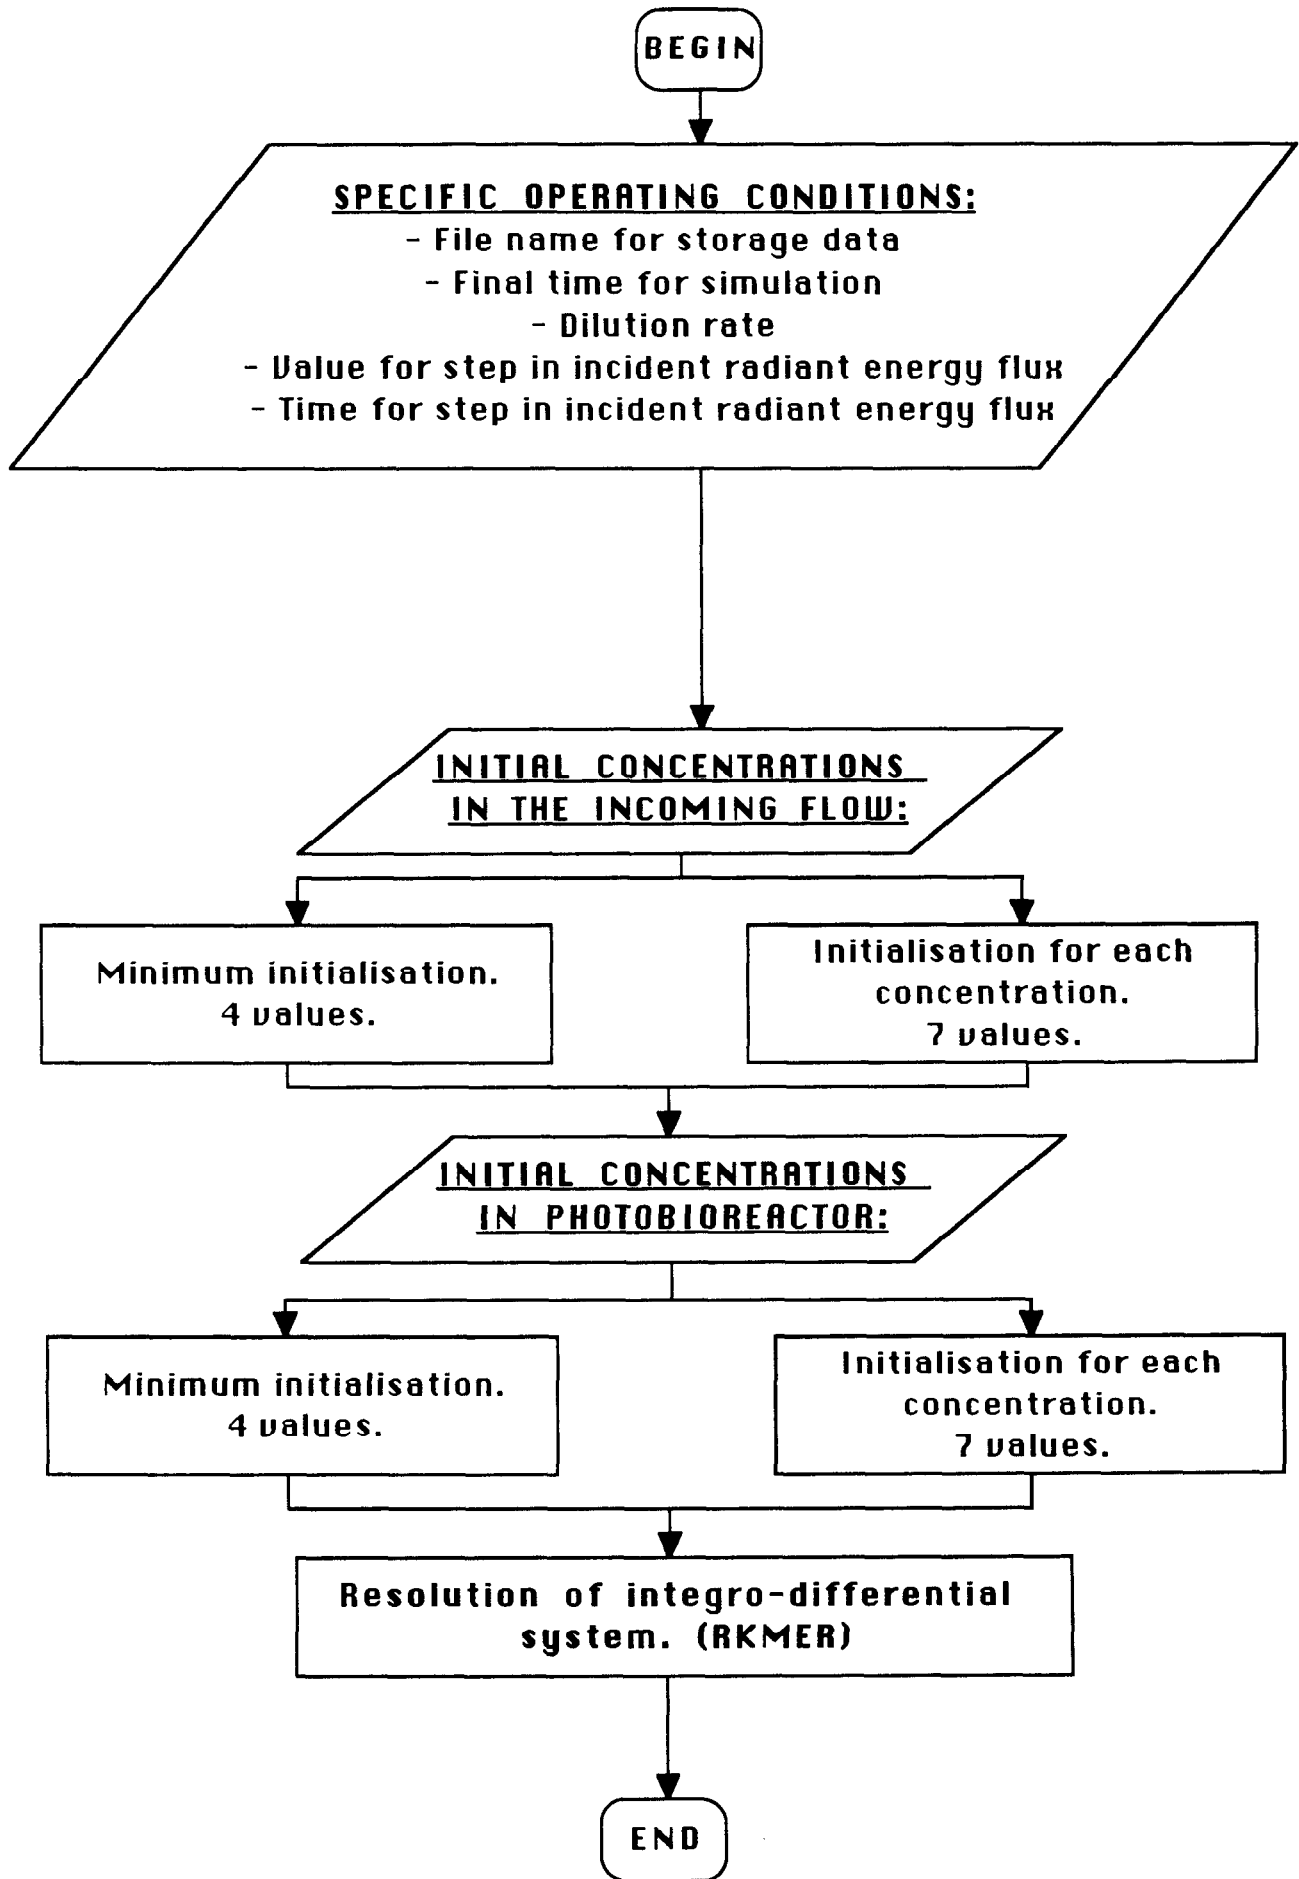 BEGIN
SPECIFIC OPERATING CONDITIONS:
- File name for storage data
- Final time for simulation
- Dilution rate
- Value for step in incident radiant energy flux
- Time for step in incident radiant energy flux
INITIAL CONCENTRATIONS
IN THE INCOMING FLOW:
Minimum initialisation.
4 values.
Initialisation for each
concentration.
7 values.
INITIAL CONCENTRATIONS
IN PHOTOBIOREACTOR:
Minimum initialisation.
4 values.
Initialisation for each
concentration.
7 values.
Resolution of integro-differential
system. (RKMER)
END